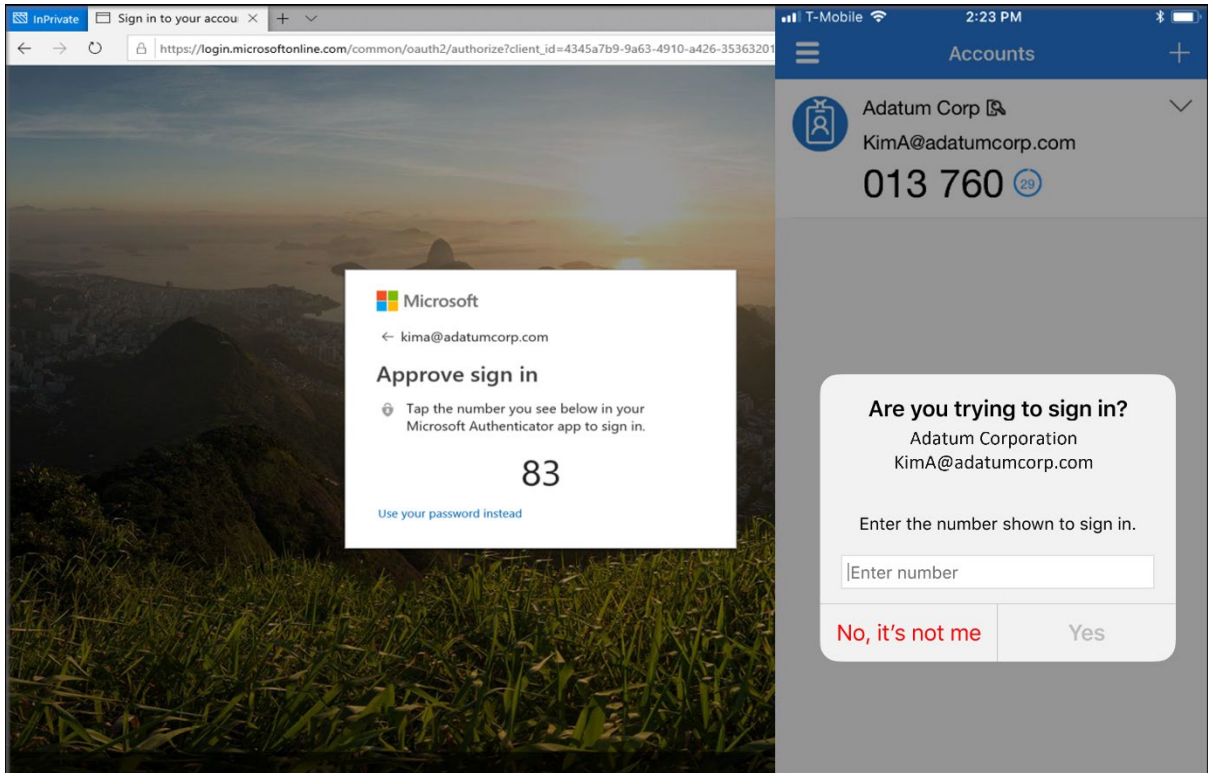 InPrivate
Sign in to your accou
https://login.microsoftonline.com/common/oauth2/authorize?client_id=4345a7b9-9a63-4910-a426-35363201
Microsoft
kima@adatumcorp.com
Approve sign in
Tap the number you see below in your
Microsoft Authenticator app to sign in.
83
Use your password instead
T-Mobile 2:23 PM
Accounts
Adatum Corp
KimA@adatumcorp.com
013 760 29
Are you trying to sign in?
Adatum Corporation
KimA@adatumcorp.com
Enter the number shown to sign in.
Enter number
No, it's not me Yes